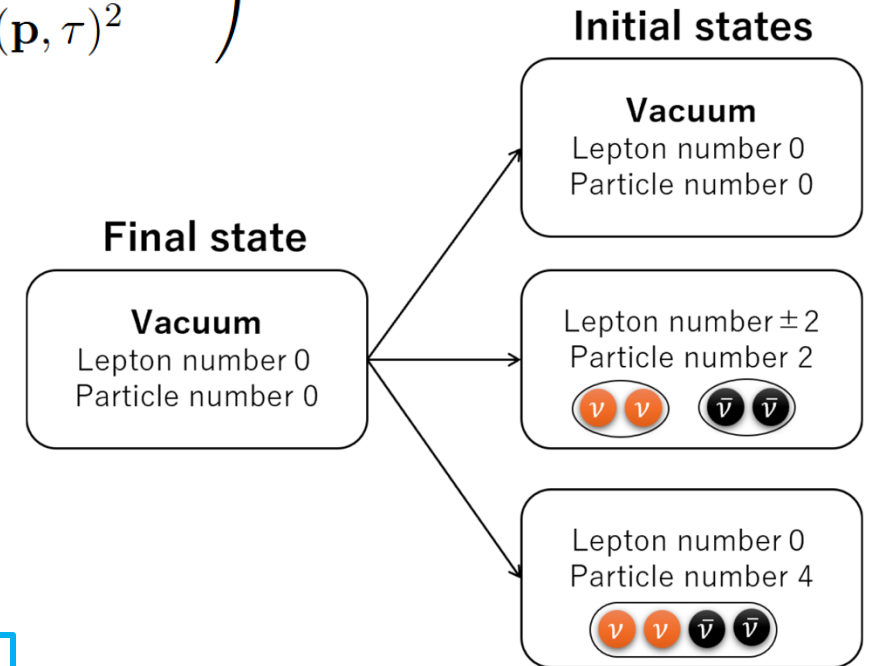 (𝐩, τ)² )
Initial states
Vacuum
Lepton number 0
Particle number 0
Final state
Vacuum
Lepton number 0
Particle number 0
Lepton number ±2
Particle number 2
ν ν ν̄ ν̄
Lepton number 0
Particle number 4
ν ν ν̄ ν̄